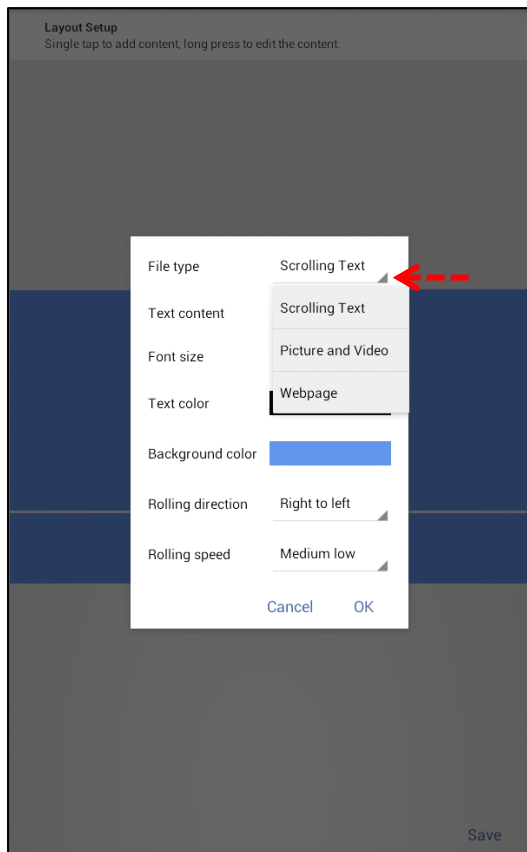 Layout Setup
Single tap to add content, long press to edit the content.
File type Scrolling Text
Text content Scrolling Text
Font size Picture and Video
Text color Webpage
Background color
Rolling direction Right to left
Rolling speed Medium low
Cancel OK
Save